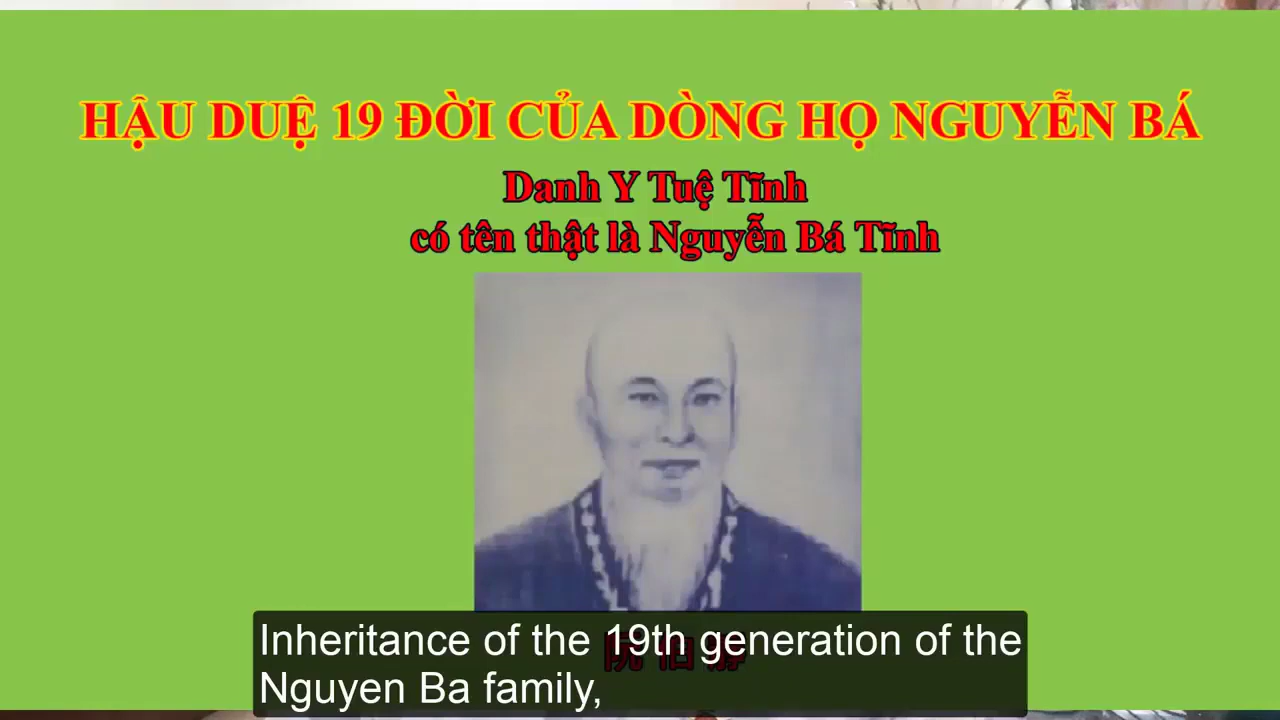 HẬU DUỆ 19 ĐỜI CỦA DÒNG HỌ NGUYỄN BÁ
Danh Y Tuệ Tĩnh
có tên thật là Nguyễn Bá Tĩnh
Inheritance of the 19th generation of the
Nguyen Ba family,